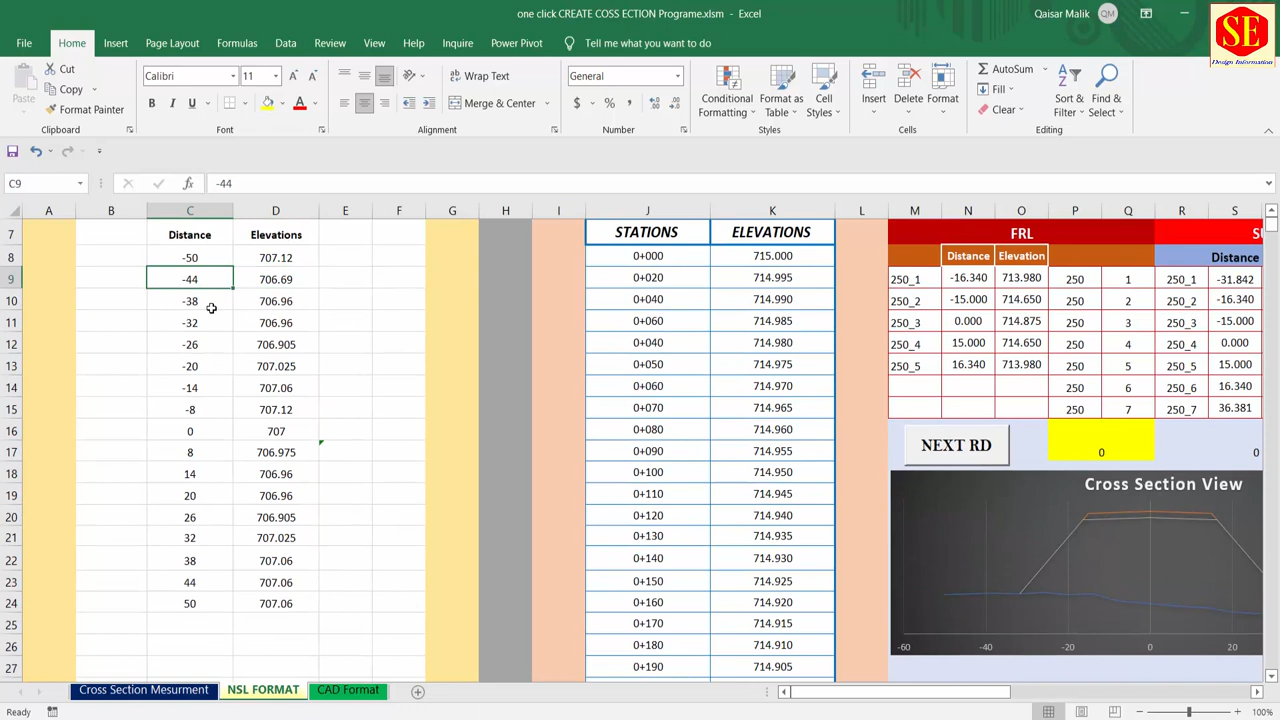 one click CREATE COSS ECTION Programe.xlsm - Excel
Qaisar Malik
QM
SE
Design Information
File Home Insert Page Layout Formulas Data Review View Help Inquire Power Pivot Tell me what you want to do
Paste
Cut
Copy
Format Painter
Clipboard
Calibri 11
B I U
Font
Wrap Text
Merge & Center
Alignment
General
$ % ,
Number
Conditional Formatting
Format as Table
Cell Styles
Styles
Insert Delete Format
Cells
AutoSum
Fill
Clear
Sort & Filter
Find & Select
Editing
C9 fx -44
A B C D E F G H I J K L M N O P Q R S
7 Distance Elevations STATIONS ELEVATIONS FRL SU
8 -50 707.12 0+000 715.000 Distance Elevation Distance
9 -44 706.69 0+020 714.995 250_1 -16.340 713.980 250 1 250_1 -31.842
10 -38 706.96 0+040 714.990 250_2 -15.000 714.650 250 2 250_2 -16.340
11 -32 706.96 0+060 714.985 250_3 0.000 714.875 250 3 250_3 -15.000
12 -26 706.905 0+040 714.980 250_4 15.000 714.650 250 4 250_4 0.000
13 -20 707.025 0+050 714.975 250_5 16.340 713.980 250 5 250_5 15.000
14 -14 707.06 0+060 714.970 250 6 250_6 16.340
15 -8 707.12 0+070 714.965 250 7 250_7 36.381
16 0 707 0+080 714.960
17 8 706.975 0+090 714.955 NEXT RD 0 0
18 14 706.96 0+100 714.950
19 20 706.96 0+110 714.945 Cross Section View
20 26 706.905 0+120 714.940
21 32 707.025 0+130 714.935
22 38 707.06 0+140 714.930
23 44 707.06 0+150 714.925
24 50 707.06 0+160 714.920
25 0+170 714.915
26 0+180 714.910 -60 -40 -20 0 20
27 0+190 714.905
Cross Section Mesurment NSL FORMAT CAD Format
Ready 100%